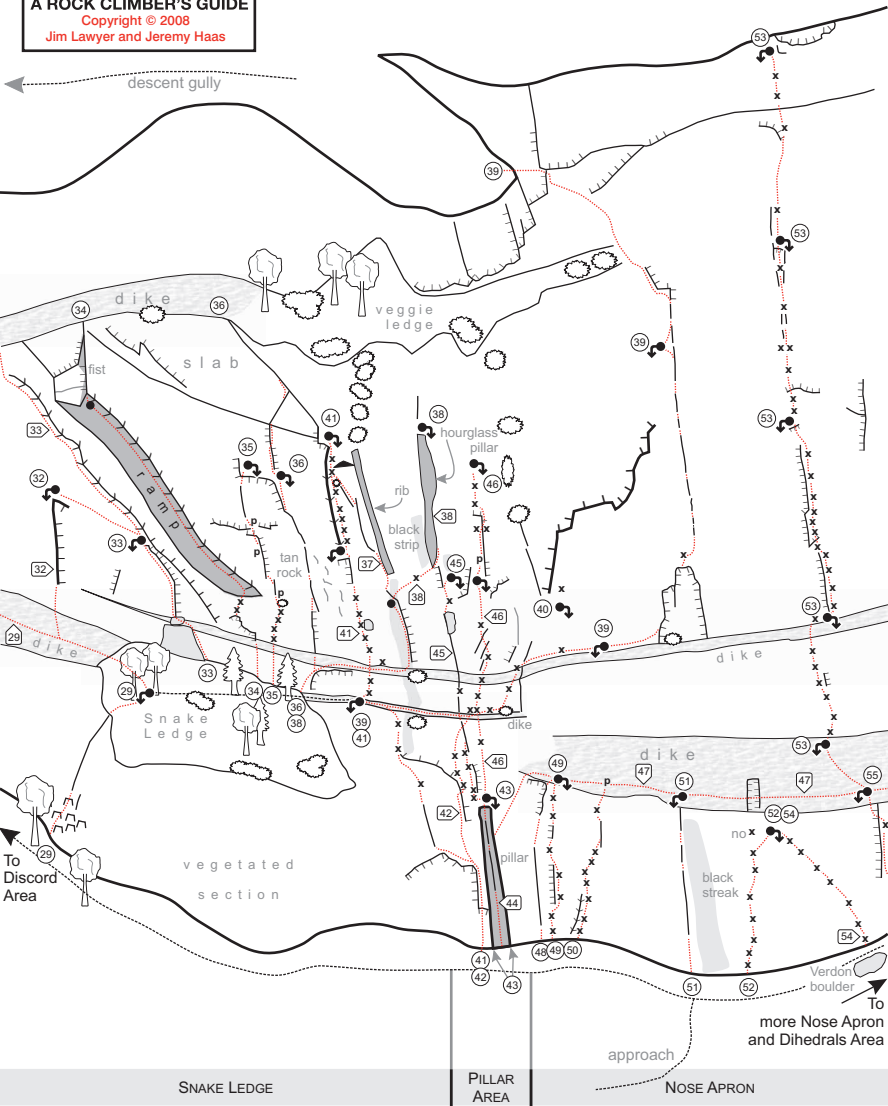 A ROCK CLIMBER'S GUIDE
Copyright © 2008
Jim Lawyer and Jeremy Haas
53
descent gully
39
53
dike
34
36
veggie
ledge
39
slab
fist
33
41
38
53
hourglass
pillar
35
36
46
32
ramp
rib
p
38
black
strip
33
p
tan
rock
37
p
45
32
p
38
40
46
53
29
41
39
dike
45
dike
33
29
34
35
36
38
Snake
Ledge
39
41
dike
53
dike
46
49
47
p
51
47
55
43
42
52
54
no
To
Discord
Area
29
vegetated
section
pillar
black
streak
44
54
41
42
43
48
49
50
51
52
Verdon
boulder
To
more Nose Apron
and Dihedrals Area
approach
SNAKE LEDGE
PILLAR
AREA
NOSE APRON